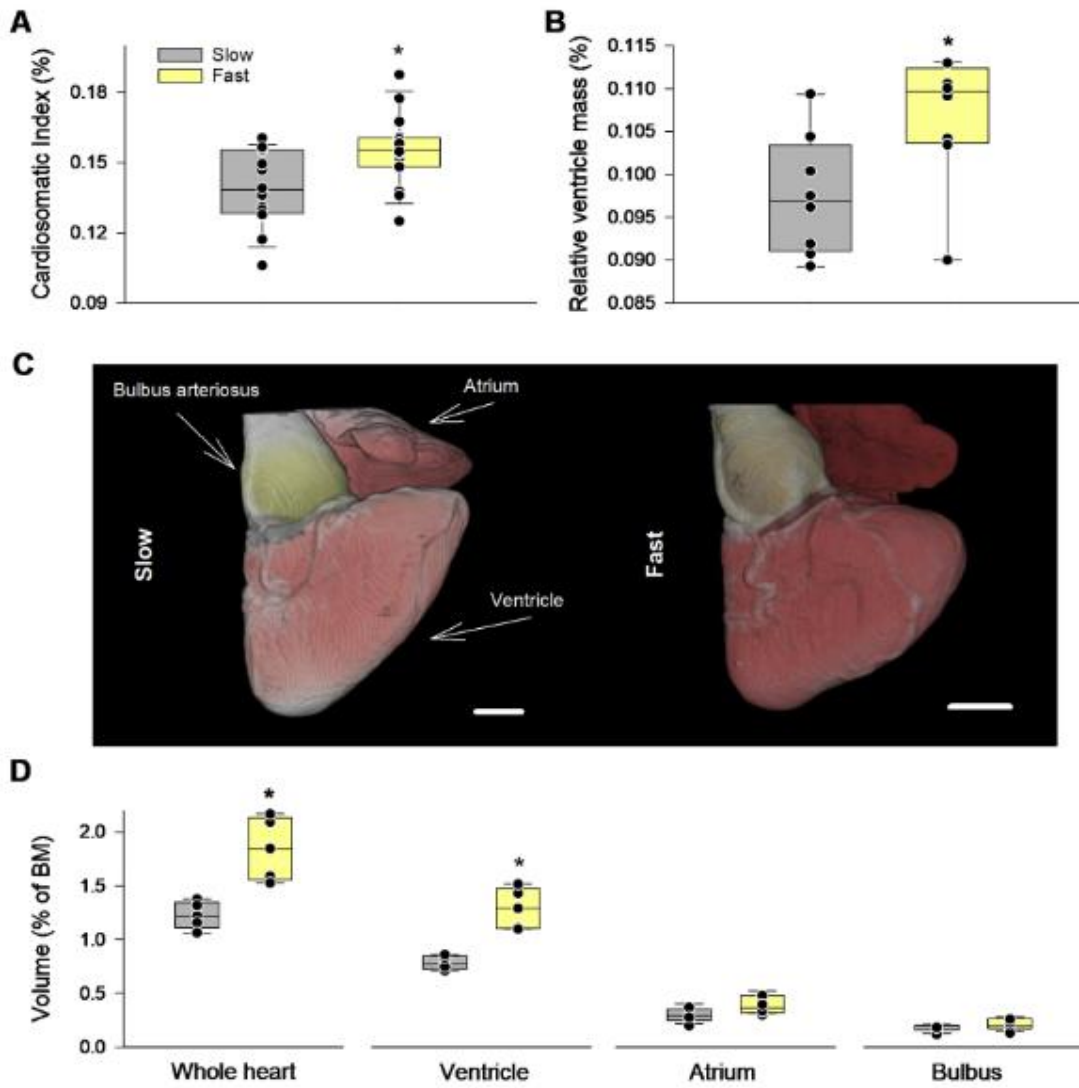 A
Cardiosomatic Index (%)
Slow
Fast
*
0.18
0.15
0.12
0.09
B
Relative ventricle mass (%)
*
0.115
0.110
0.105
0.100
0.095
0.090
0.085
C
Bulbus arteriosus
Atrium
Slow
Ventricle
Fast
D
Volume (% of BM)
*
*
2.0
1.5
1.0
0.5
0.0
Whole heart
Ventricle
Atrium
Bulbus